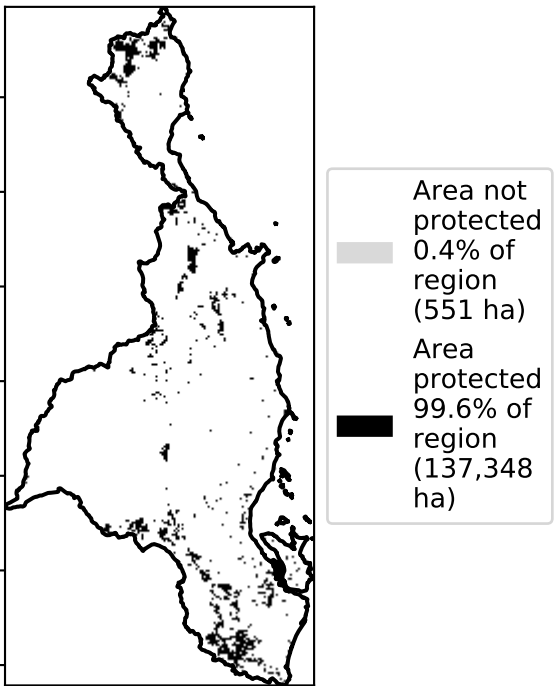 Area not
protected
0.4% of
region
(551 ha)
Area
protected
99.6% of
region
(137,348
ha)